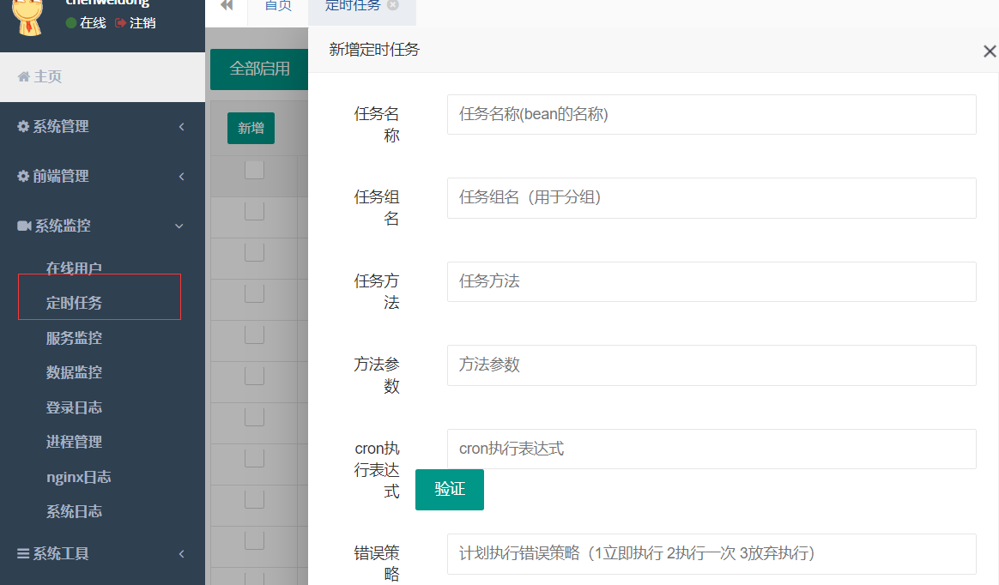 chenweidong
在线 注销
主页
系统管理
前端管理
系统监控
在线用户
定时任务
服务监控
数据监控
登录日志
进程管理
nginx日志
系统日志
系统工具
首页
定时任务
全部启用
新增
新增定时任务
任务名
称
任务名称(bean的名称)
任务组
名
任务组名（用于分组）
任务方
法
任务方法
方法参
数
方法参数
cron执
行表达
式
cron执行表达式
验证
错误策
略
计划执行错误策略（1立即执行 2执行一次 3放弃执行）